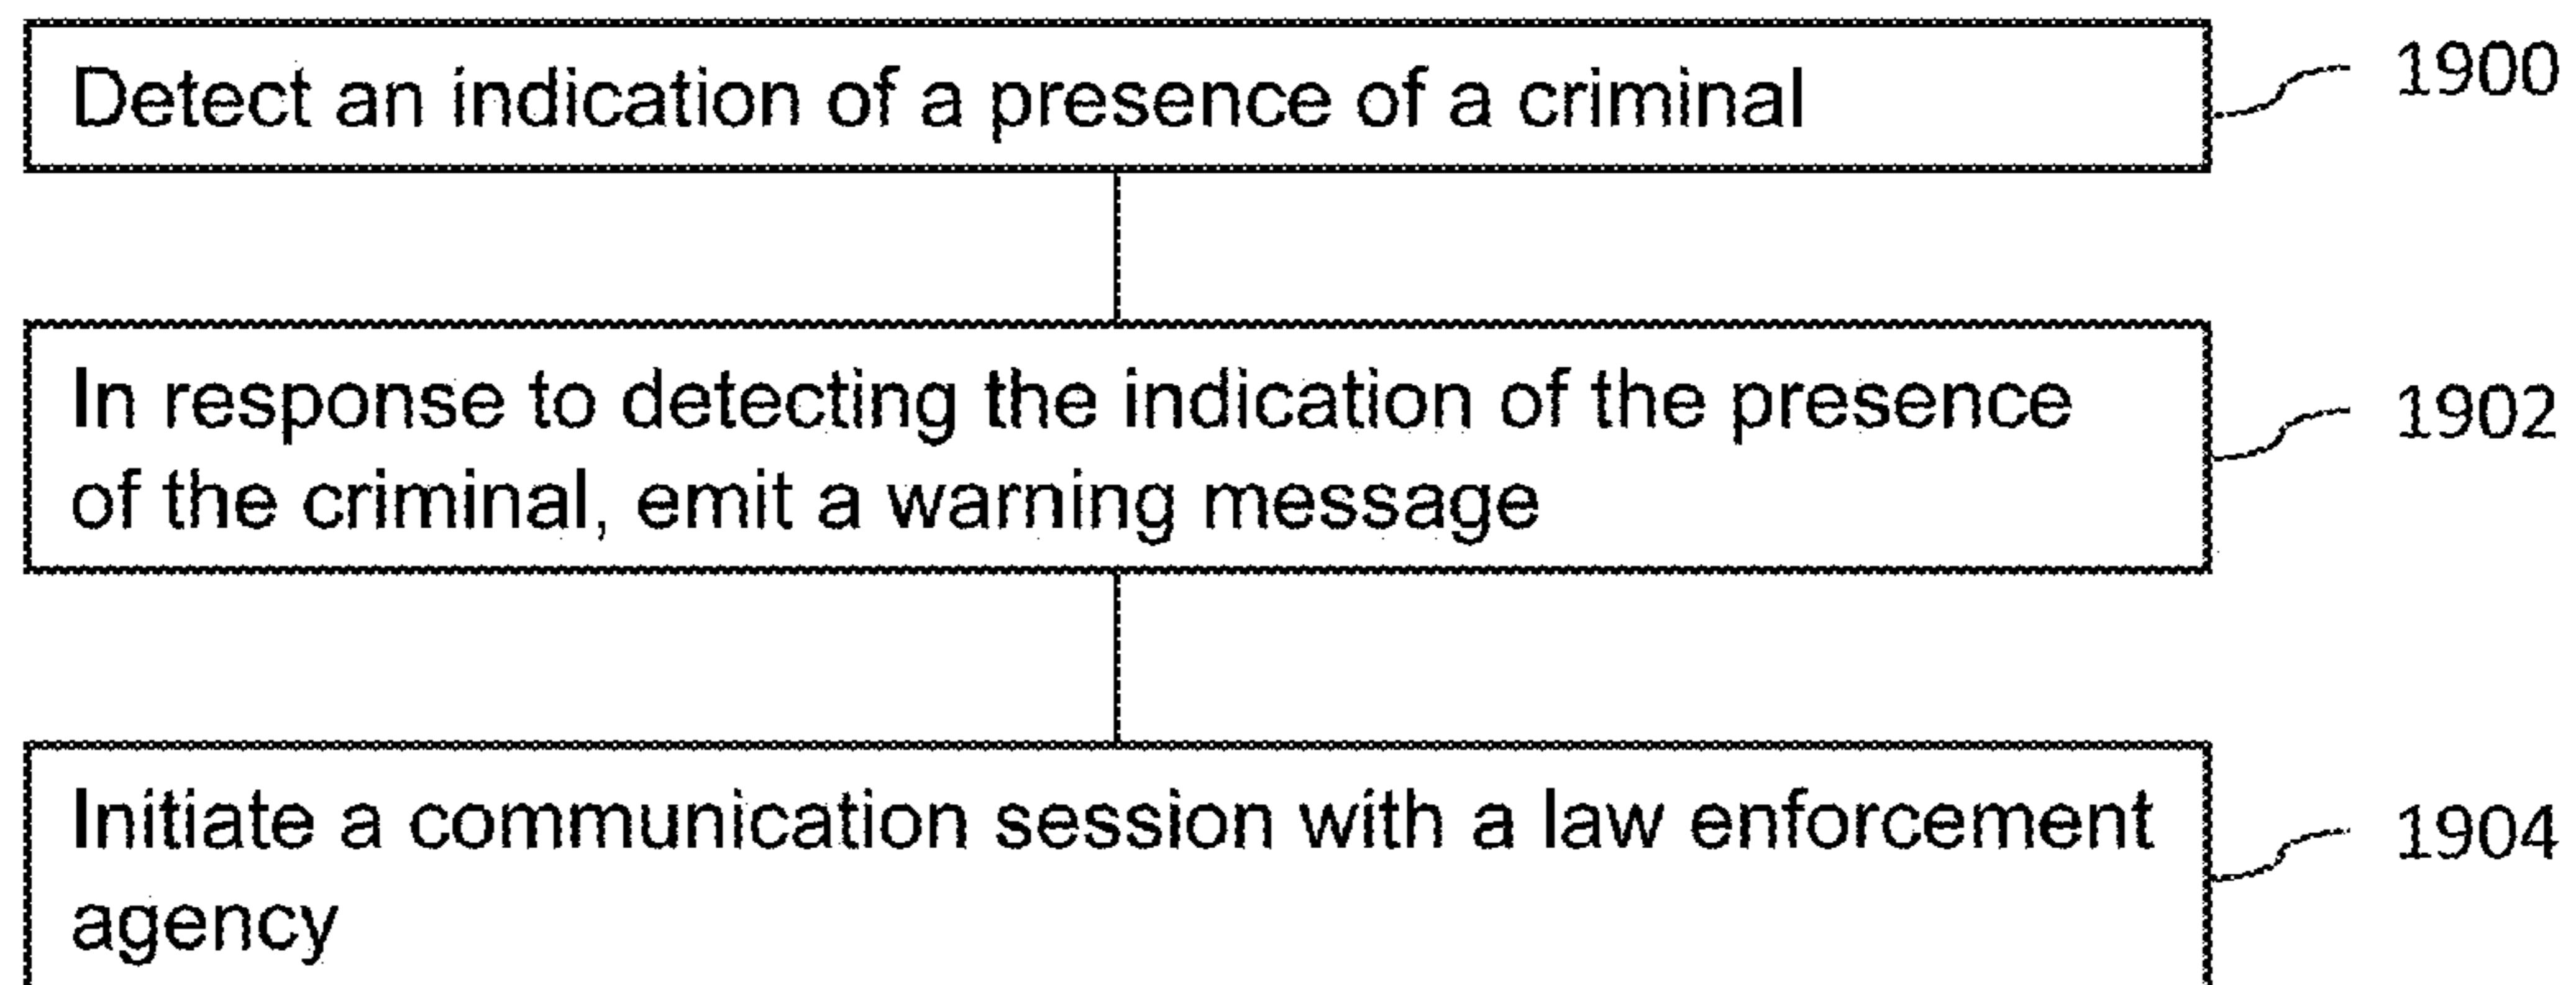 Detect an indication of a presence of a criminal
1900
In response to detecting the indication of the presence
of the criminal, emit a warning message
1902
Initiate a communication session with a law enforcement
agency
1904